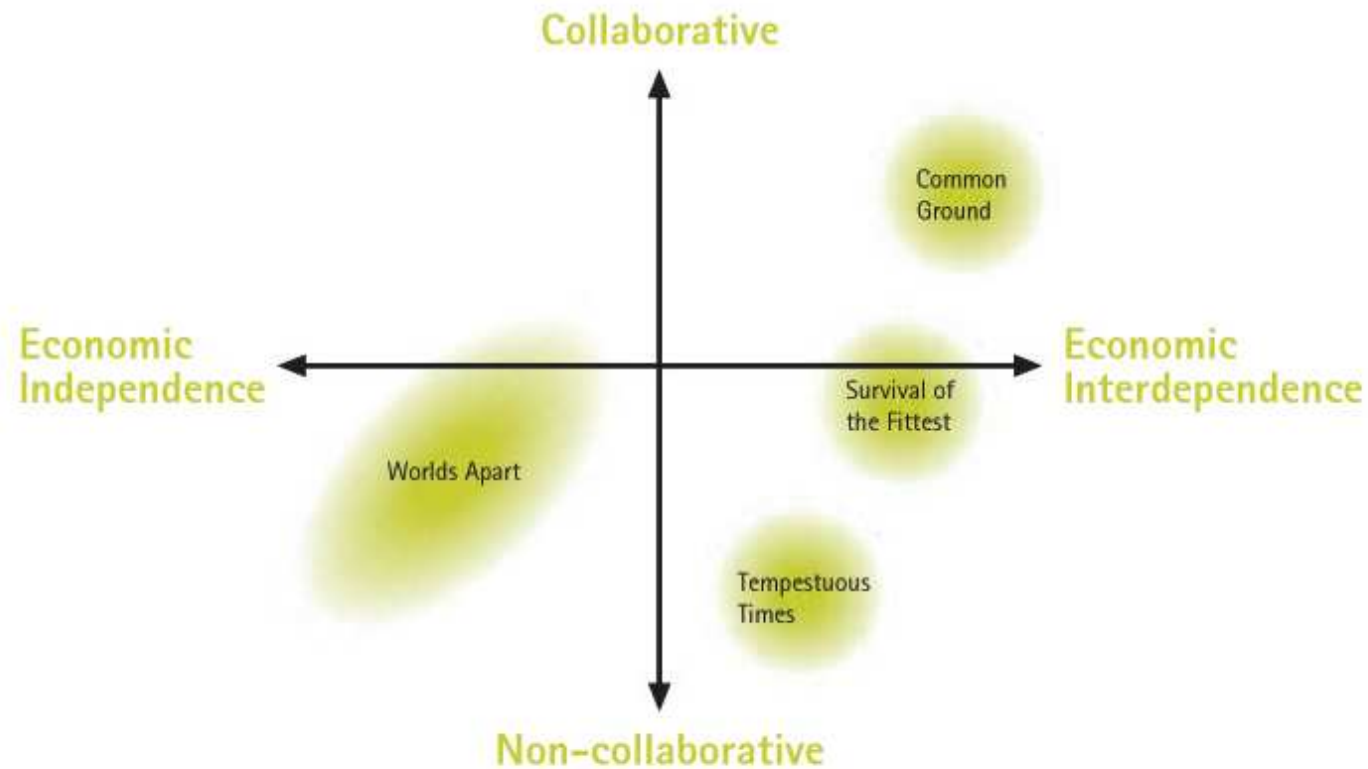 Collaborative
Common
Ground
Economic
Independence
Economic
Interdependence
Survival of
the Fittest
Worlds Apart
Tempestuous
Times
Non-collaborative